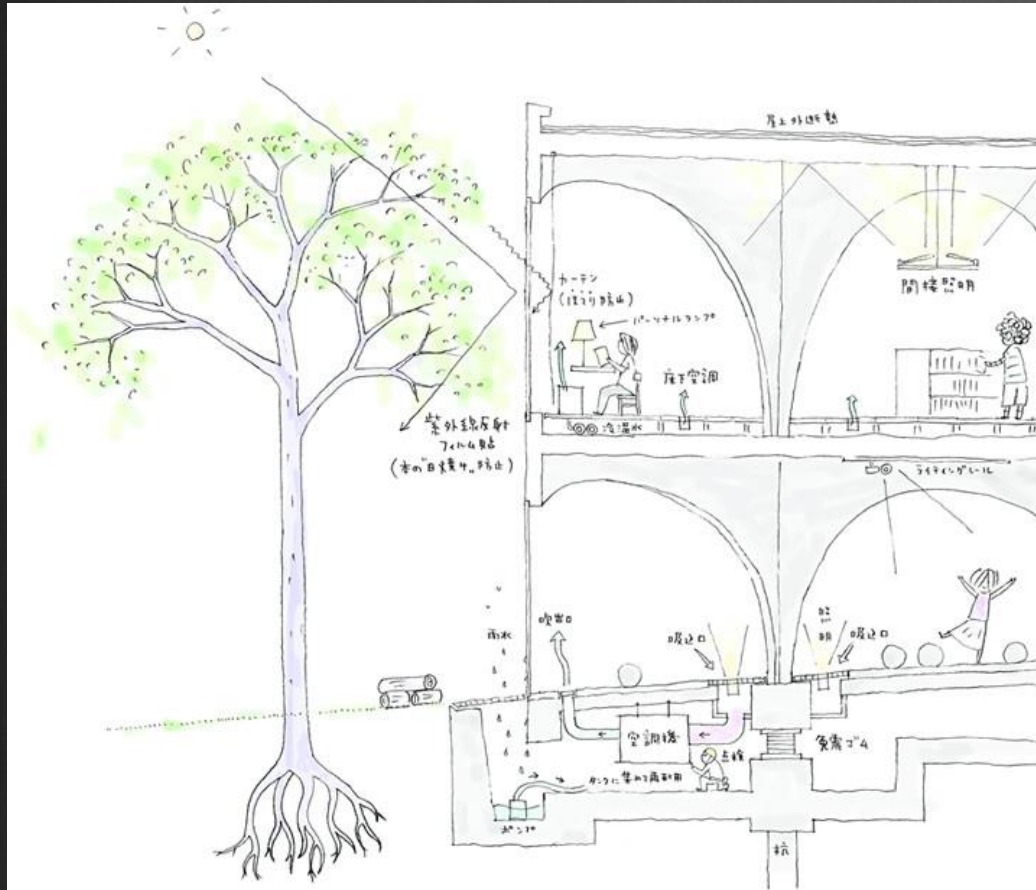 屋上外断熱
カーテン
(ほうり防止)
パーソナルランプ
間接照明
床下空調
冷温水
紫外線反射
フィルム貼
(本の"日焼け"防止)
ライティングレール
雨水
吹出口
吸込口
照明
吸込口
空調機
点検
免震ゴム
タンクに集めて再利用
ポンプ
杭